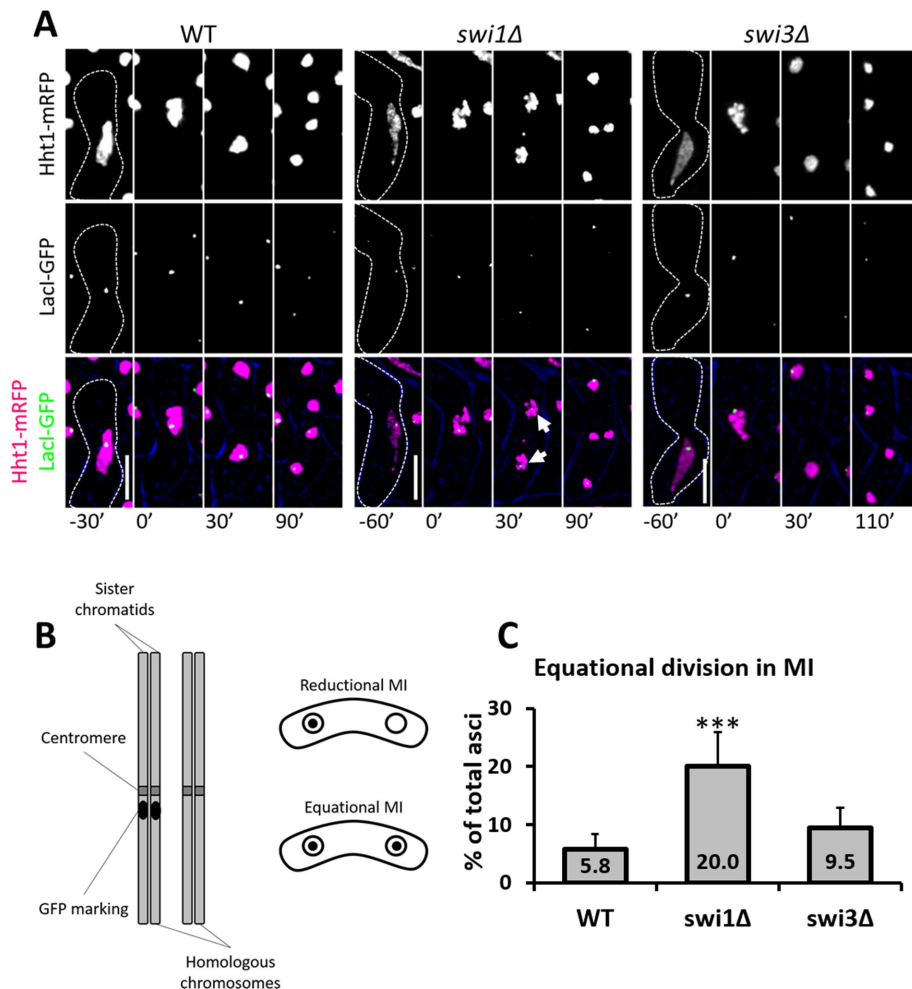 A
WT
swi1Δ
swi3Δ
Hht1-mRFP
LacI-GFP
Hht1-mRFP
LacI-GFP
-30’ 0’ 30’ 90’
-60’ 0’ 30’ 90’
-60’ 0’ 30’ 110’
B
Sister
chromatids
Centromere
GFP marking
Homologous
chromosomes
Reductional MI
Equational MI
C
Equational division in MI
% of total asci
30
20
10
0
***
5.8
20.0
9.5
WT
swi1Δ
swi3Δ